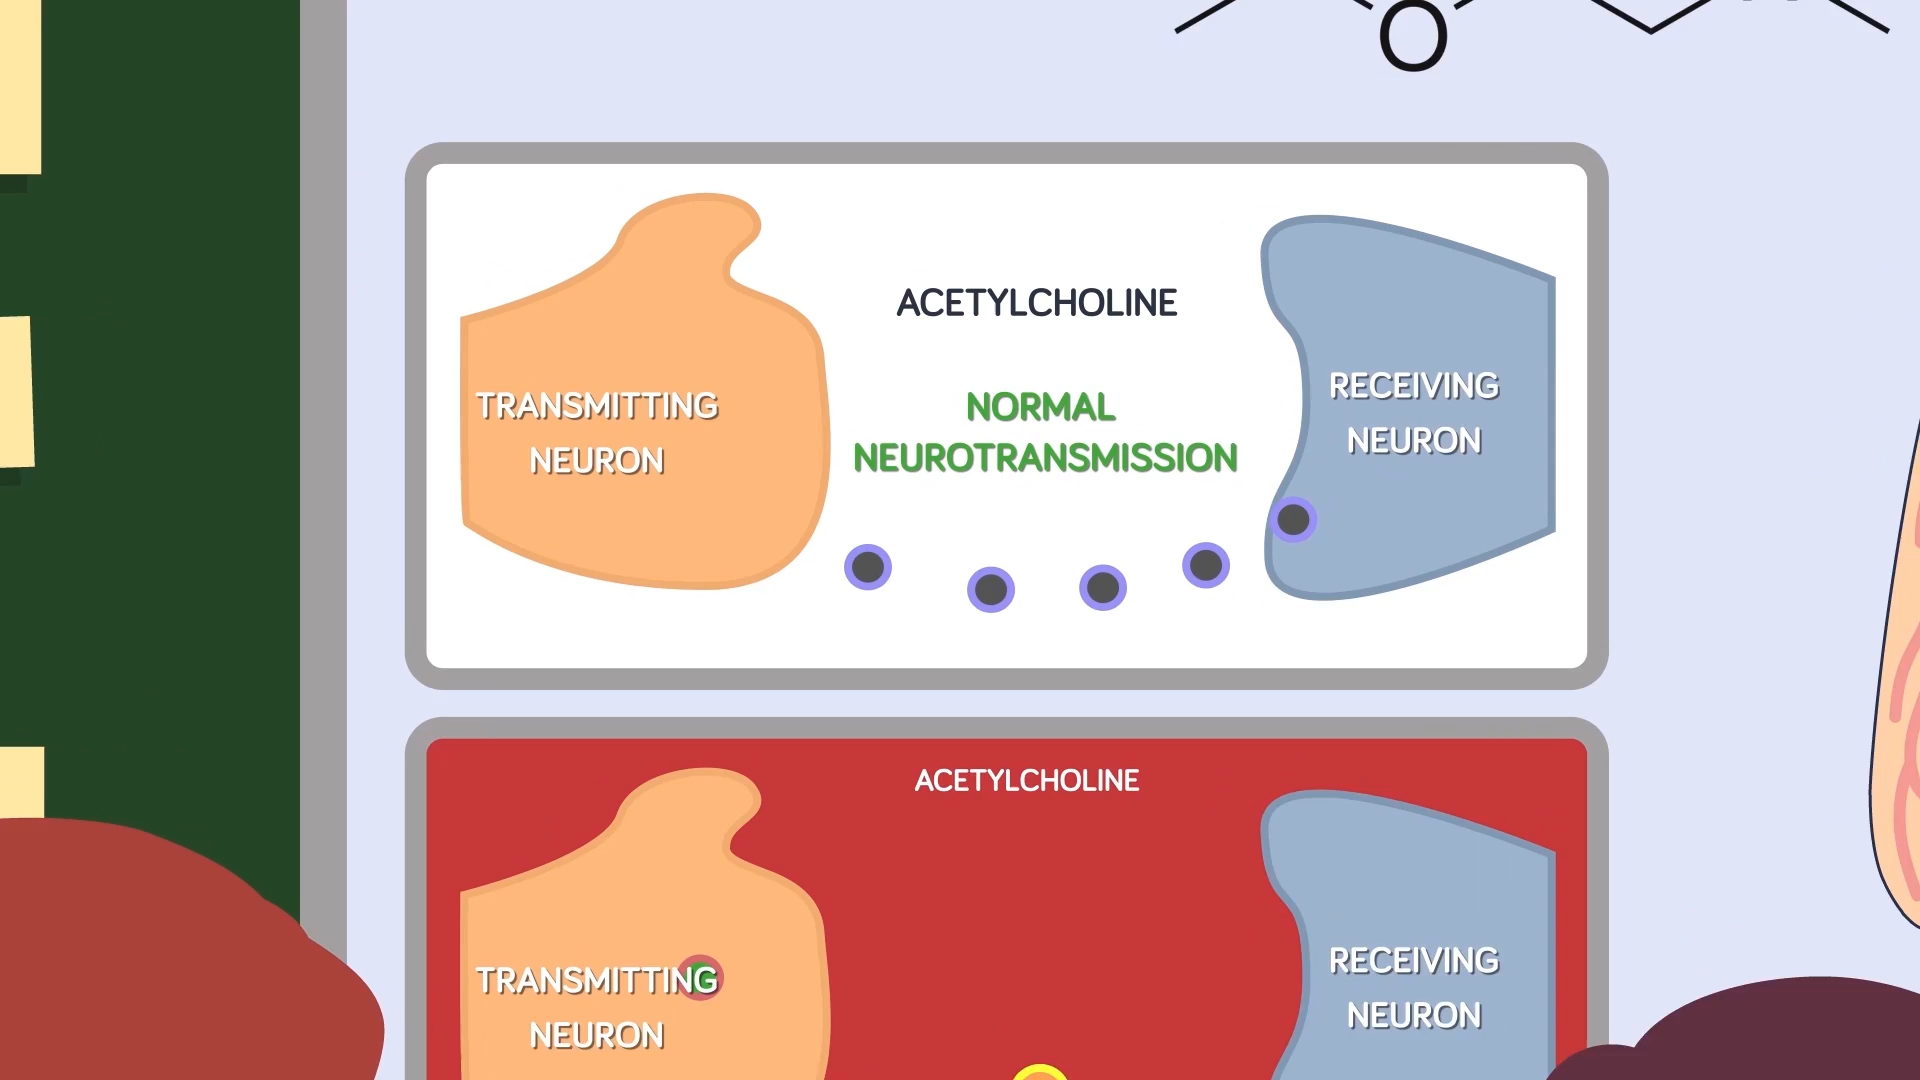 O
ACETYLCHOLINE
TRANSMITTING
NEURON
NORMAL
NEUROTRANSMISSION
RECEIVING
NEURON
ACETYLCHOLINE
TRANSMITTING
NEURON
RECEIVING
NEURON